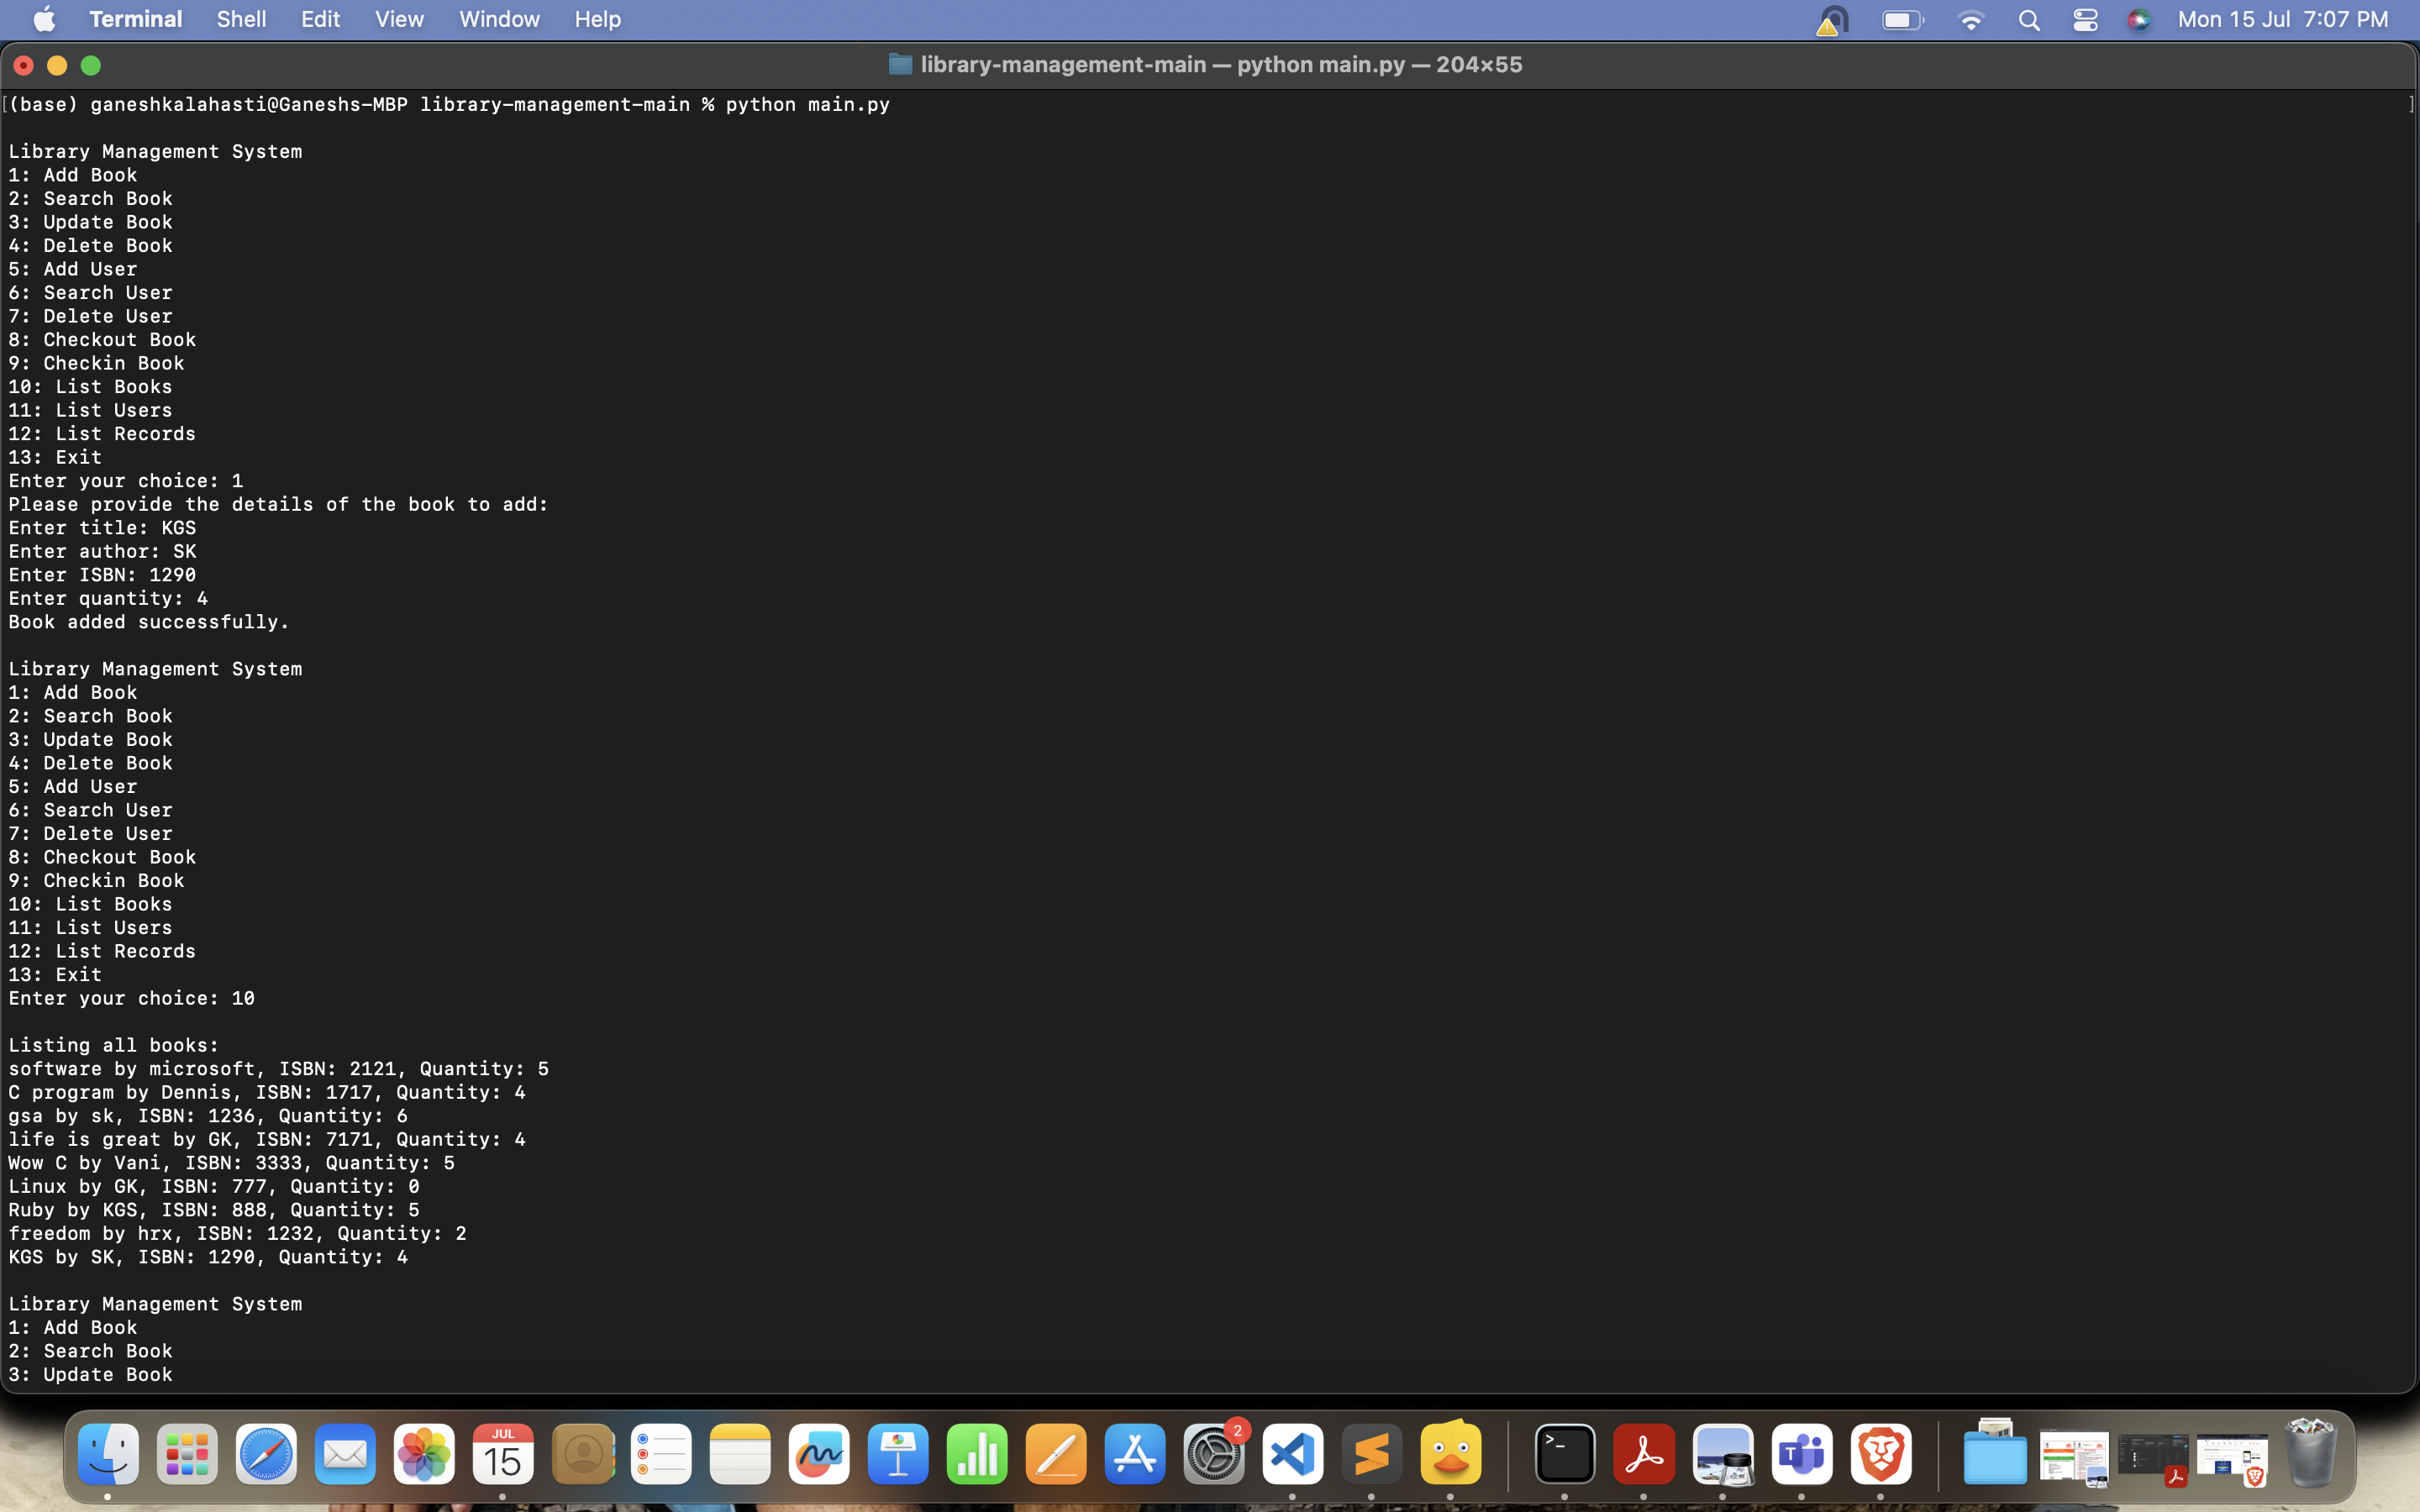 Terminal Shell Edit View Window Help Mon 15 Jul 7:07 PM
library-management-main — python main.py — 204×55
[(base) ganeshkalahasti@Ganeshs-MBP library-management-main % python main.py ]
Library Management System
1: Add Book
2: Search Book
3: Update Book
4: Delete Book
5: Add User
6: Search User
7: Delete User
8: Checkout Book
9: Checkin Book
10: List Books
11: List Users
12: List Records
13: Exit
Enter your choice: 1
Please provide the details of the book to add:
Enter title: KGS
Enter author: SK
Enter ISBN: 1290
Enter quantity: 4
Book added successfully.
Library Management System
1: Add Book
2: Search Book
3: Update Book
4: Delete Book
5: Add User
6: Search User
7: Delete User
8: Checkout Book
9: Checkin Book
10: List Books
11: List Users
12: List Records
13: Exit
Enter your choice: 10
Listing all books:
software by microsoft, ISBN: 2121, Quantity: 5
C program by Dennis, ISBN: 1717, Quantity: 4
gsa by sk, ISBN: 1236, Quantity: 6
life is great by GK, ISBN: 7171, Quantity: 4
Wow C by Vani, ISBN: 3333, Quantity: 5
Linux by GK, ISBN: 777, Quantity: 0
Ruby by KGS, ISBN: 888, Quantity: 5
freedom by hrx, ISBN: 1232, Quantity: 2
KGS by SK, ISBN: 1290, Quantity: 4
Library Management System
1: Add Book
2: Search Book
3: Update Book
JUL
15
2
>_
T